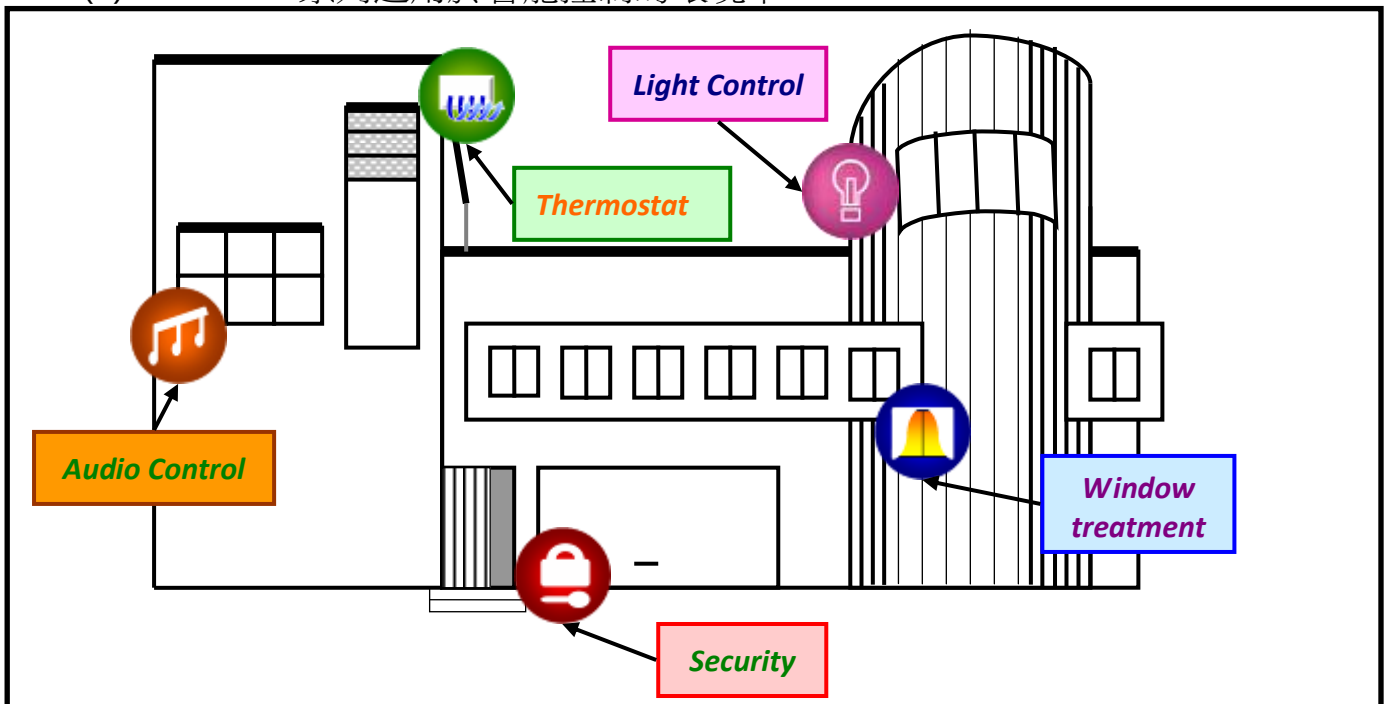 Light Control
Thermostat
Audio Control
Window
treatment
Security